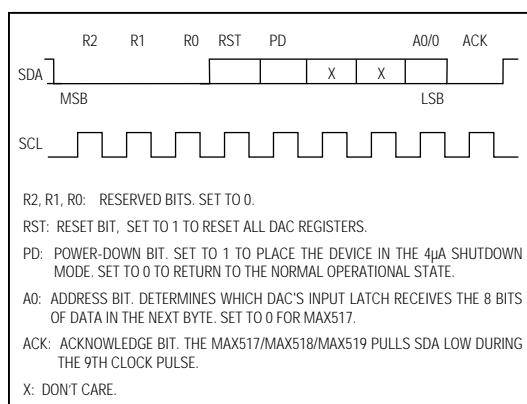 R2 R1 R0 RST PD A0/0 ACK
SDA X X
MSB LSB
SCL
R2, R1, R0: RESERVED BITS. SET TO 0.
RST: RESET BIT, SET TO 1 TO RESET ALL DAC REGISTERS.
PD: POWER-DOWN BIT. SET TO 1 TO PLACE THE DEVICE IN THE 4µA SHUTDOWN
MODE. SET TO 0 TO RETURN TO THE NORMAL OPERATIONAL STATE.
A0: ADDRESS BIT. DETERMINES WHICH DAC'S INPUT LATCH RECEIVES THE 8 BITS
OF DATA IN THE NEXT BYTE. SET TO 0 FOR MAX517.
ACK: ACKNOWLEDGE BIT. THE MAX517/MAX518/MAX519 PULLS SDA LOW DURING
THE 9TH CLOCK PULSE.
X: DON'T CARE.